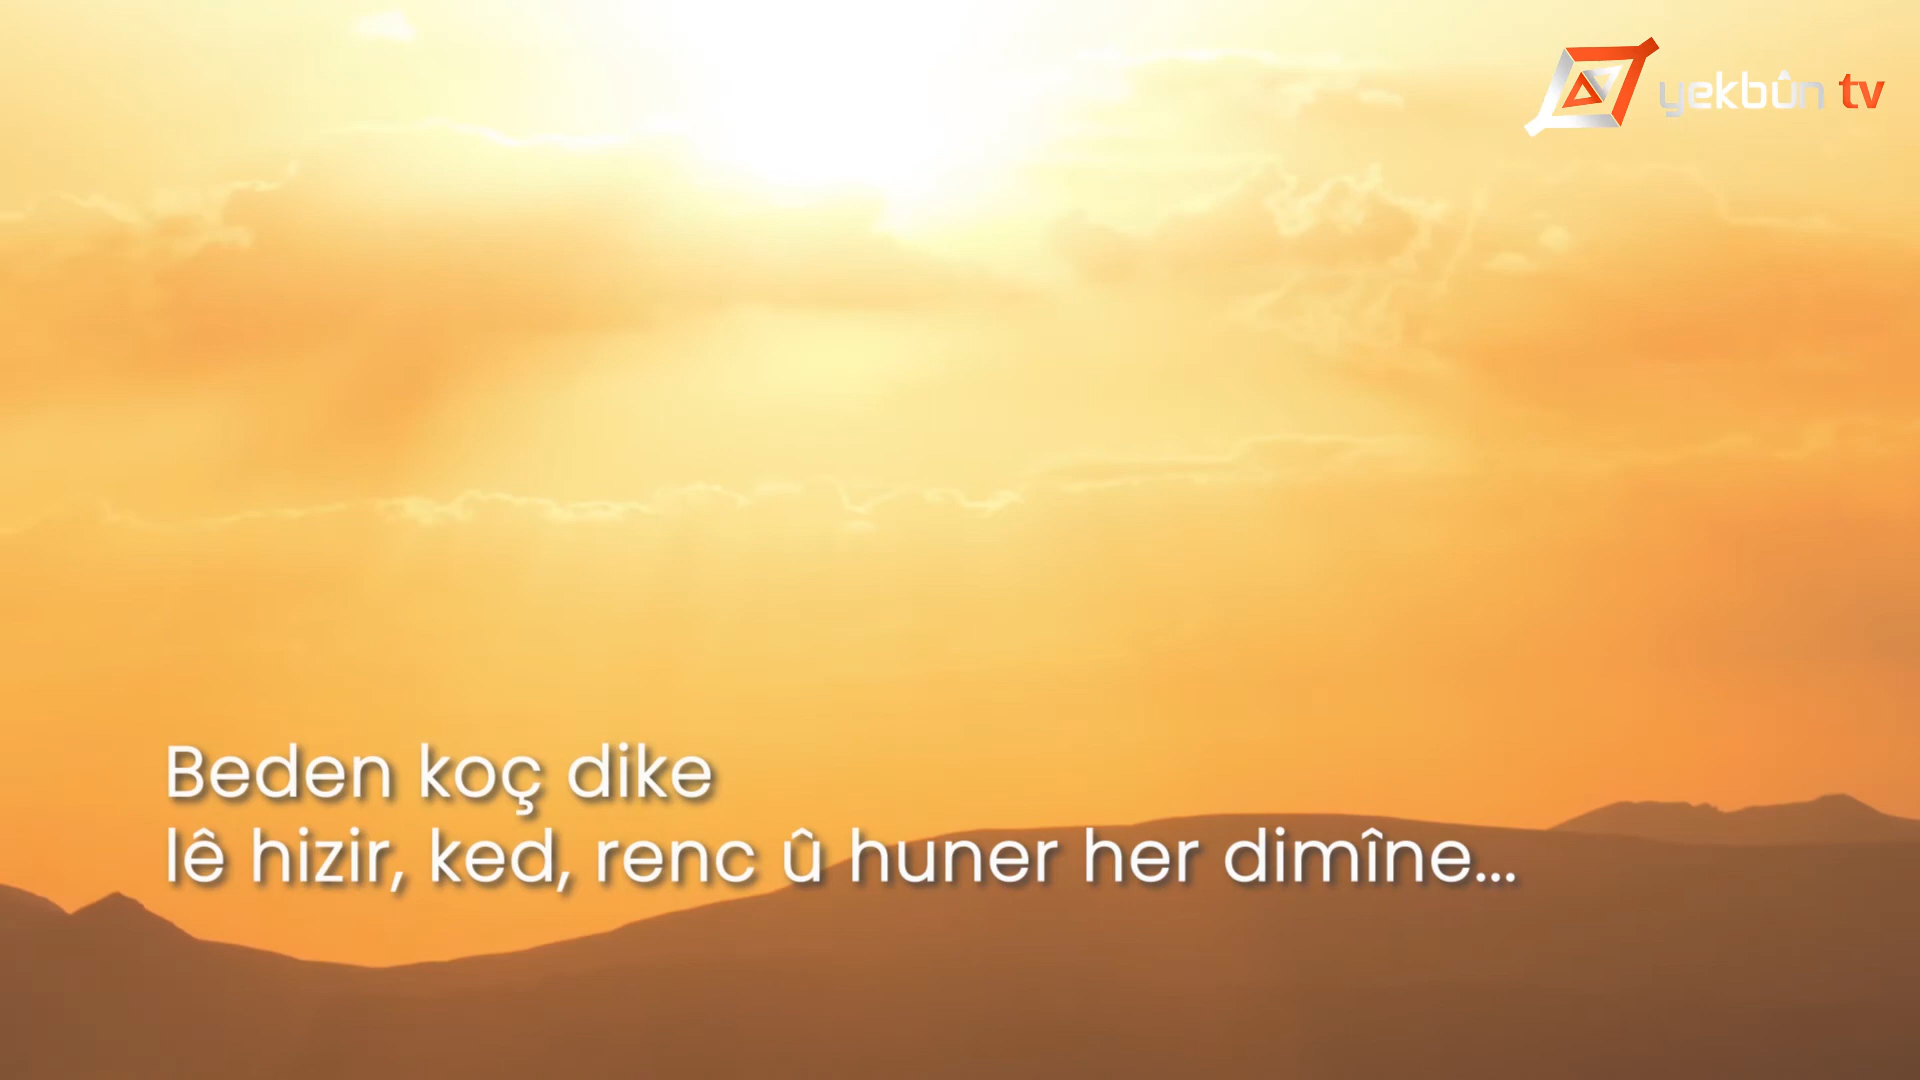 yekbûn tv
Beden koç dike
lê hizir, ked, renc û huner her dimîne...